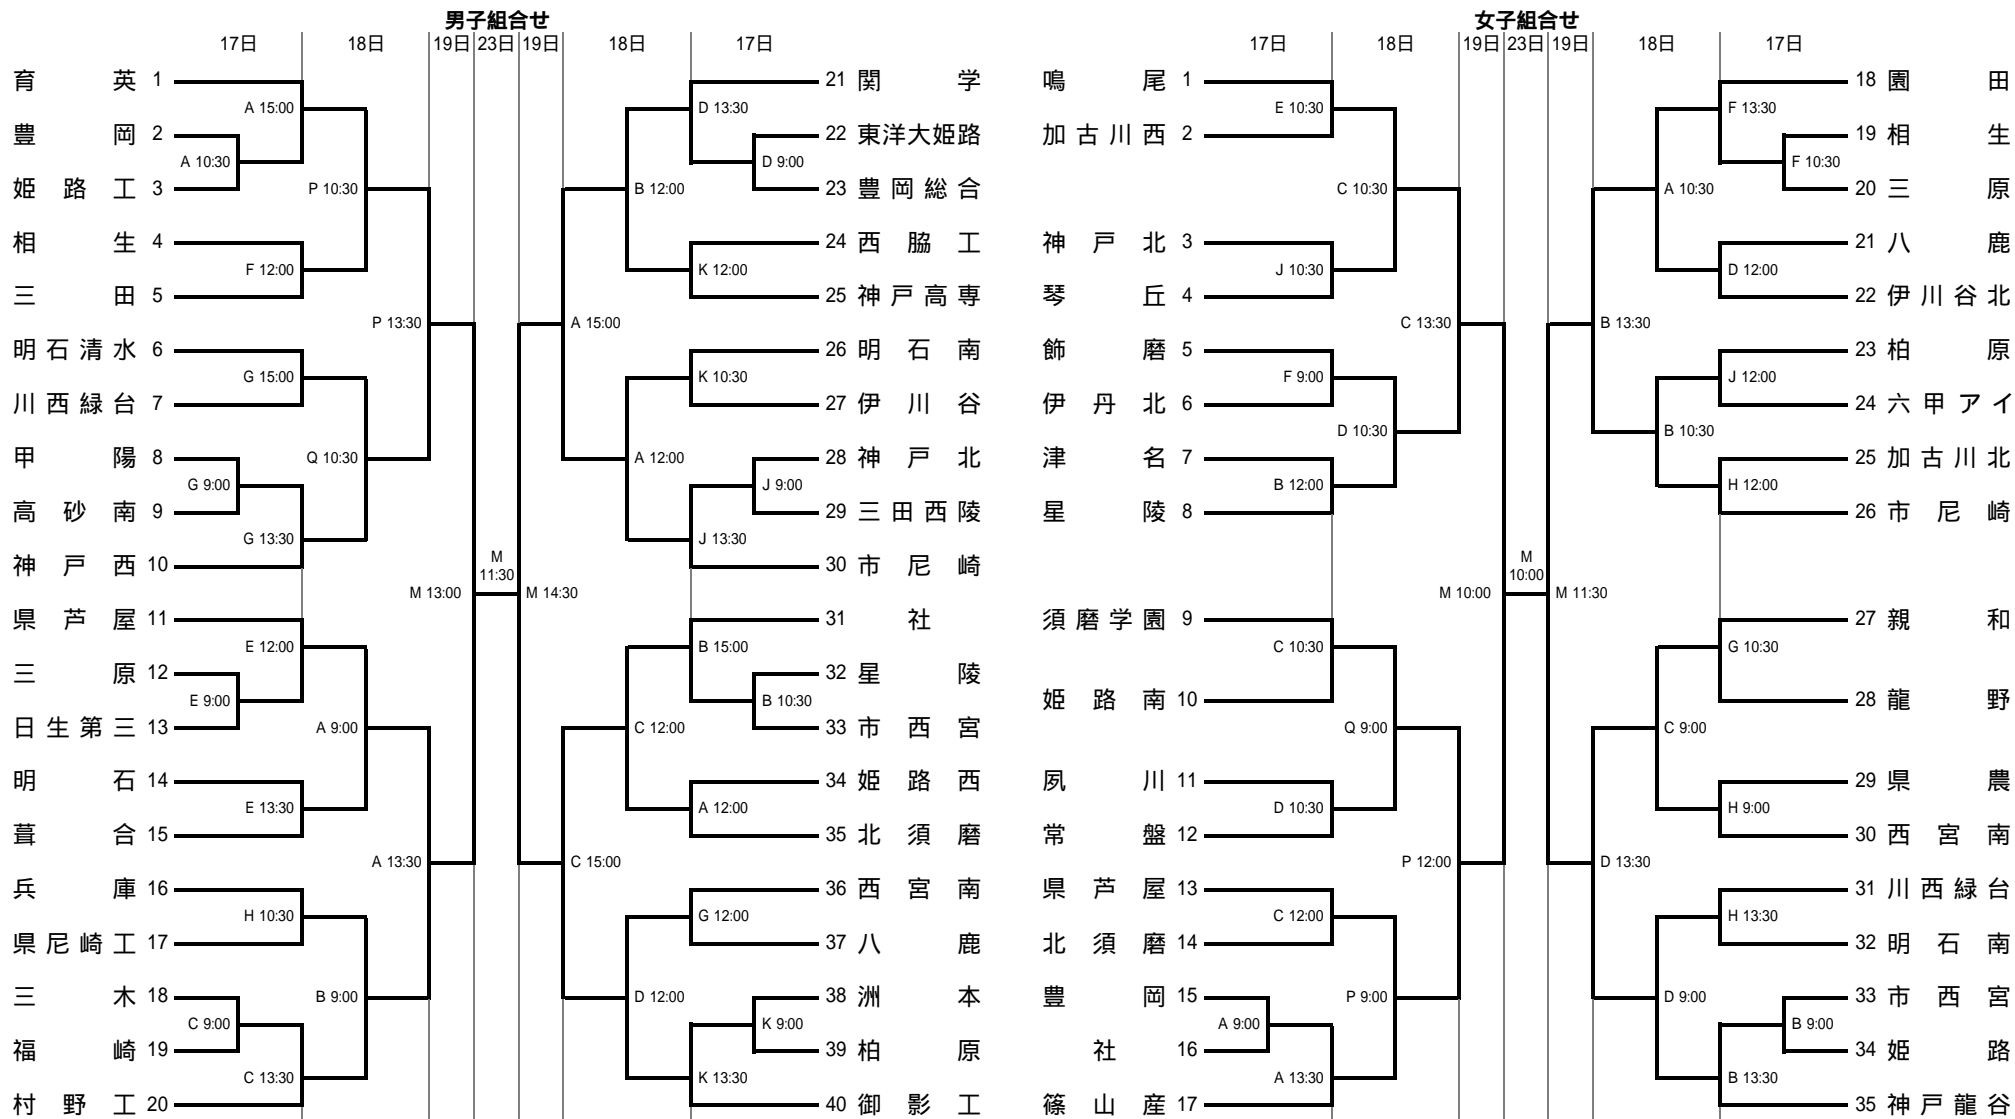 男子組合せ 女子組合せ
17日 18日 19日 23日 19日 18日 17日 17日 18日 19日 23日 19日 18日 17日
育英 1 21 関学 鳴尾 1 18 園田
A 15:00 D 13:30 E 10:30 F 13:30
豊岡 2 22 東洋大姫路 加古川西 2 19 相生
A 10:30 D 9:00 F 10:30
姫路工 3 P 10:30 B 12:00 23 豊岡総合 C 10:30 A 10:30 20 三原
相生 4 24 西脇工 神戸北 3 21 八鹿
F 12:00 K 12:00 J 10:30 D 12:00
三田 5 25 神戸高専 琴丘 4 22 伊川谷北
P 13:30 A 15:00 C 13:30 B 13:30
明石清水 6 26 明石南 飾磨 5 23 柏原
G 15:00 K 10:30 F 9:00 J 12:00
川西緑台 7 27 伊川谷 伊丹北 6 24 六甲アイ
D 10:30 B 10:30
甲陽 8 Q 10:30 A 12:00 28 神戸北 津名 7 25 加古川北
G 9:00 J 9:00 B 12:00 H 12:00
高砂南 9 29 三田西陵 星陵 8 26 市尼崎
G 13:30 J 13:30
神戸西 10 M 11:30 30 市尼崎 M 10:00
M 13:00 M 14:30 M 10:00 M 11:30
県芦屋 11 31 社 須磨学園 9 27 親和
E 12:00 B 15:00 C 10:30 G 10:30
三原 12 32 星陵
E 9:00 B 10:30 姫路南 10 28 龍野
日生第三 13 A 9:00 C 12:00 33 市西宮 Q 9:00 C 9:00
明石 14 34 姫路西 夙川 11 29 県農
E 13:30 A 12:00 D 10:30 H 9:00
葺合 15 35 北須磨 常盤 12 30 西宮南
A 13:30 C 15:00 P 12:00 D 13:30
兵庫 16 36 西宮南 県芦屋 13 31 川西緑台
H 10:30 G 12:00 C 12:00 H 13:30
県尼崎工 17 37 八鹿 北須磨 14 32 明石南
三木 18 B 9:00 D 12:00 38 洲本 豊岡 15 P 9:00 D 9:00 33 市西宮
C 9:00 K 9:00 A 9:00 B 9:00
福崎 19 39 柏原 社 16 34 姫路
C 13:30 K 13:30 A 13:30 B 13:30
村野工 20 40 御影工 篠山産 17 35 神戸龍谷